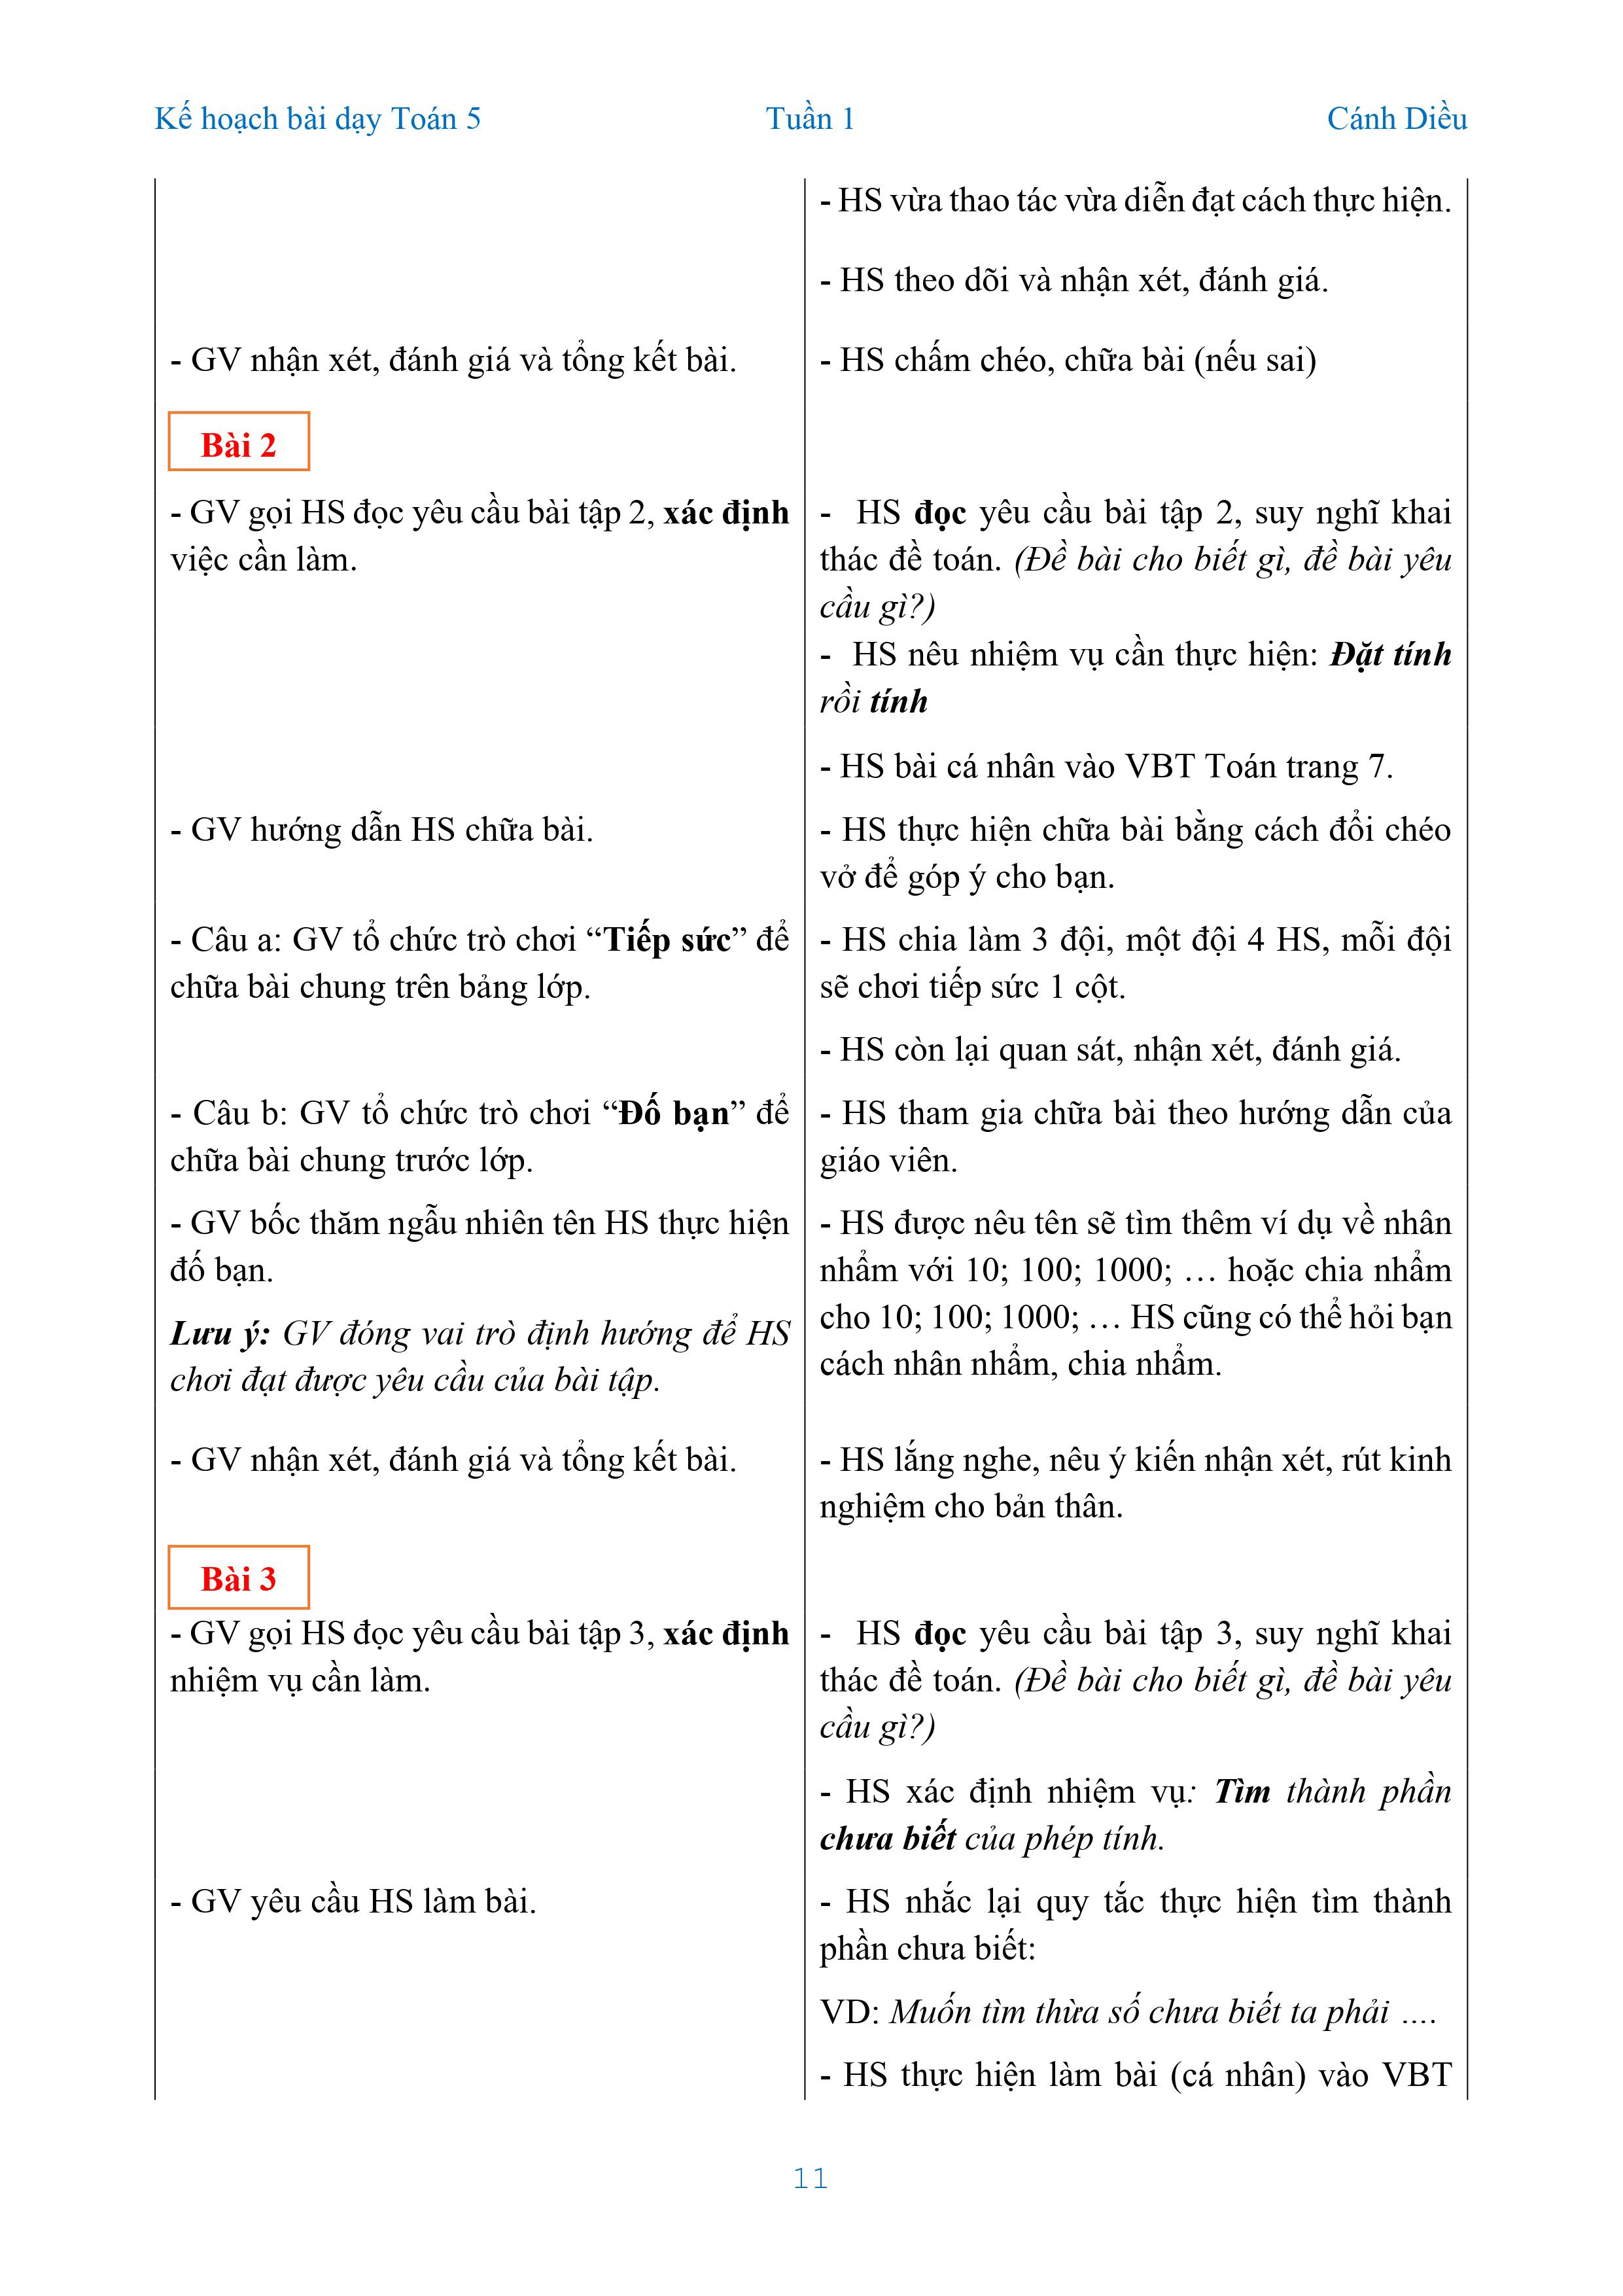 Kế hoạch bài dạy Toán 5 Tuần 1 Cánh Diều
- HS vừa thao tác vừa diễn đạt cách thực hiện.
- HS theo dõi và nhận xét, đánh giá.
- GV nhận xét, đánh giá và tổng kết bài.
- HS chấm chéo, chữa bài (nếu sai)
Bài 2
- GV gọi HS đọc yêu cầu bài tập 2, xác định
việc cần làm.
- HS đọc yêu cầu bài tập 2, suy nghĩ khai
thác đề toán. (Đề bài cho biết gì, đề bài yêu
cầu gì?)
- HS nêu nhiệm vụ cần thực hiện: Đặt tính
rồi tính
- HS bài cá nhân vào VBT Toán trang 7.
- GV hướng dẫn HS chữa bài.
- HS thực hiện chữa bài bằng cách đổi chéo
vở để góp ý cho bạn.
- Câu a: GV tổ chức trò chơi “Tiếp sức” để
chữa bài chung trên bảng lớp.
- HS chia làm 3 đội, một đội 4 HS, mỗi đội
sẽ chơi tiếp sức 1 cột.
- HS còn lại quan sát, nhận xét, đánh giá.
- Câu b: GV tổ chức trò chơi “Đố bạn” để
chữa bài chung trước lớp.
- HS tham gia chữa bài theo hướng dẫn của
giáo viên.
- GV bốc thăm ngẫu nhiên tên HS thực hiện
đố bạn.
Lưu ý: GV đóng vai trò định hướng để HS
chơi đạt được yêu cầu của bài tập.
- HS được nêu tên sẽ tìm thêm ví dụ về nhân
nhẩm với 10; 100; 1000; … hoặc chia nhẩm
cho 10; 100; 1000; … HS cũng có thể hỏi bạn
cách nhân nhẩm, chia nhẩm.
- GV nhận xét, đánh giá và tổng kết bài.
- HS lắng nghe, nêu ý kiến nhận xét, rút kinh
nghiệm cho bản thân.
Bài 3
- GV gọi HS đọc yêu cầu bài tập 3, xác định
nhiệm vụ cần làm.
- HS đọc yêu cầu bài tập 3, suy nghĩ khai
thác đề toán. (Đề bài cho biết gì, đề bài yêu
cầu gì?)
- HS xác định nhiệm vụ: Tìm thành phần
chưa biết của phép tính.
- GV yêu cầu HS làm bài.
- HS nhắc lại quy tắc thực hiện tìm thành
phần chưa biết:
VD: Muốn tìm thừa số chưa biết ta phải ….
- HS thực hiện làm bài (cá nhân) vào VBT
11